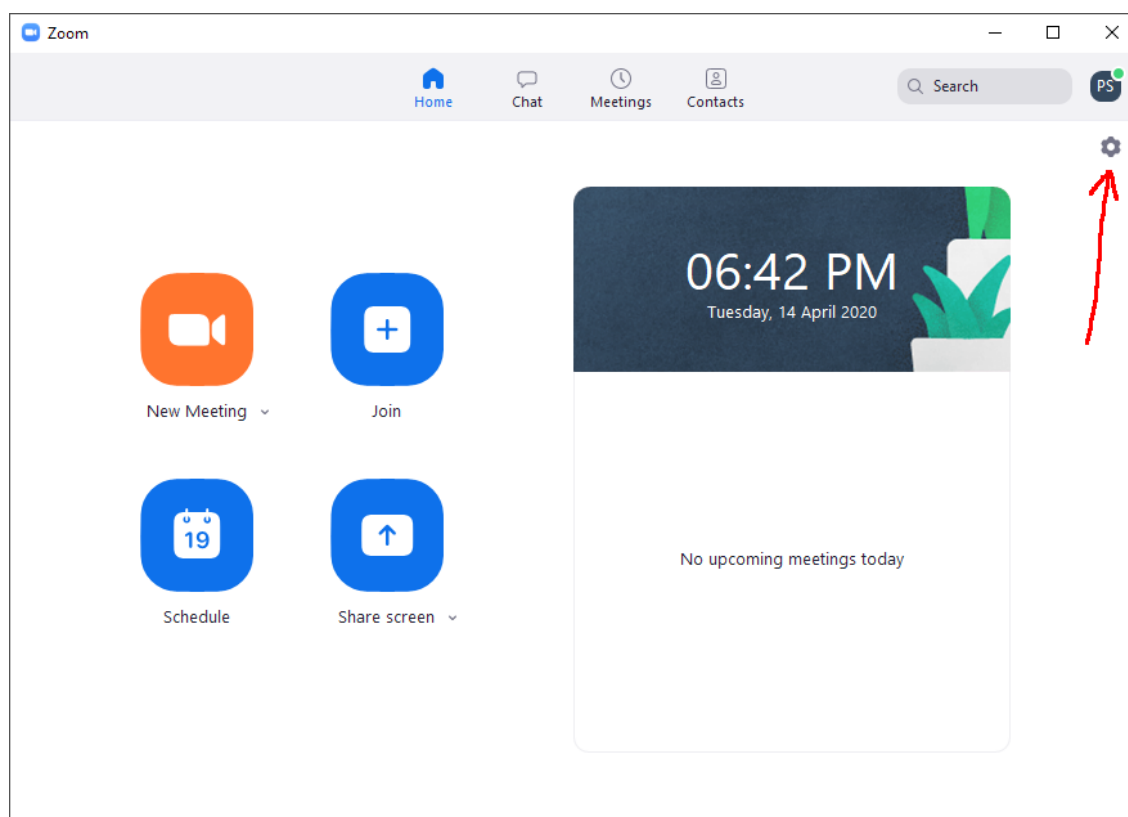 Zoom
Home Chat Meetings Contacts Search PS
06:42 PM
Tuesday, 14 April 2020
New Meeting Join
19
Schedule Share screen
No upcoming meetings today